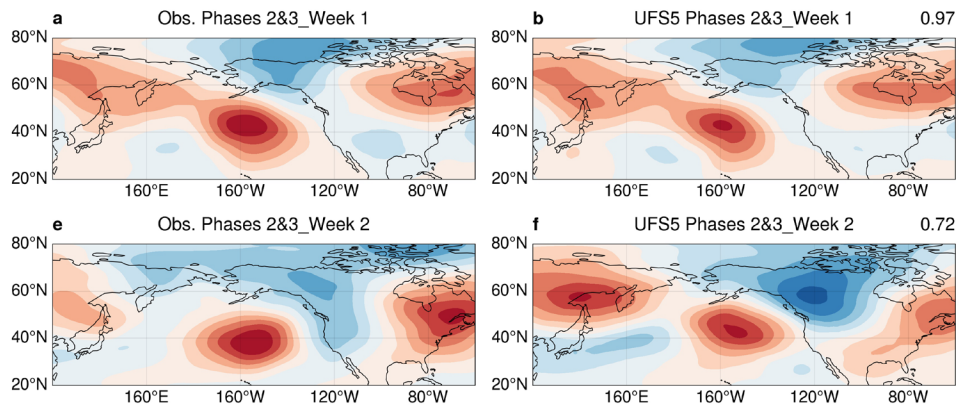 a Obs. Phases 2&3_Week 1
b UFS5 Phases 2&3_Week 1 0.97
80°N 80°N
60°N 60°N
40°N 40°N
20°N 20°N
160°E 160°W 120°W 80°W 160°E 160°W 120°W 80°W
e Obs. Phases 2&3_Week 2
f UFS5 Phases 2&3_Week 2 0.72
80°N 80°N
60°N 60°N
40°N 40°N
20°N 20°N
160°E 160°W 120°W 80°W 160°E 160°W 120°W 80°W